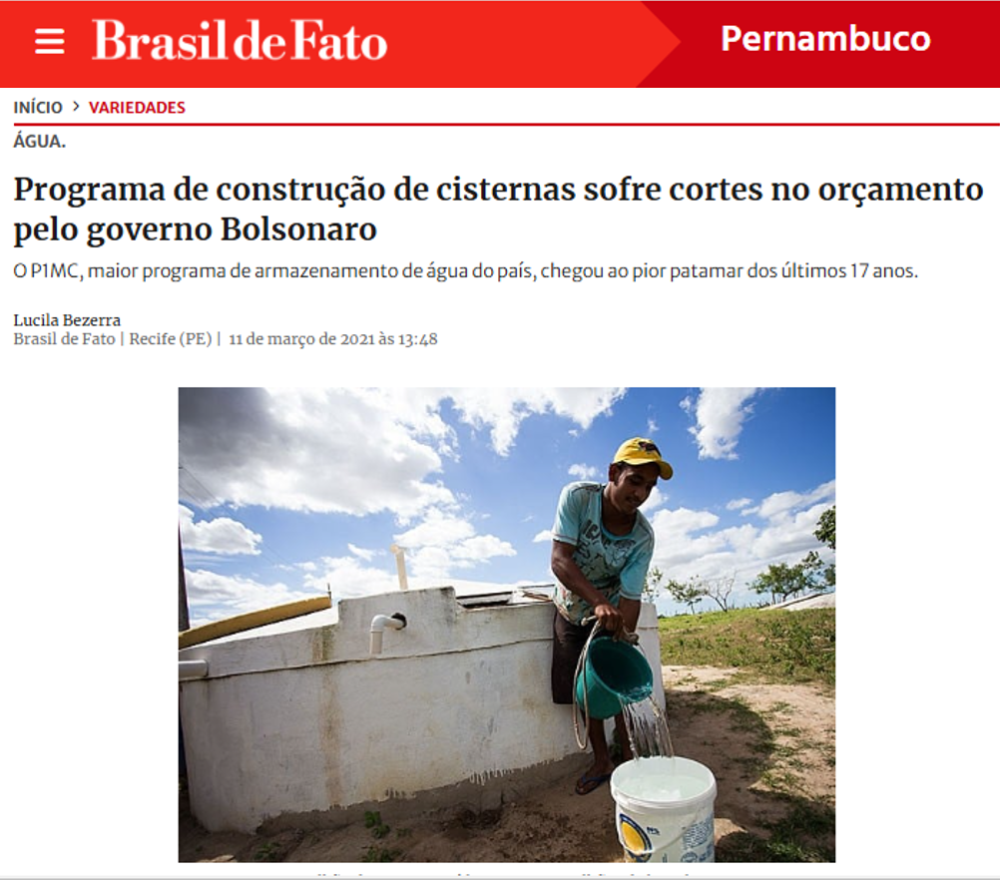 Brasil de Fato
Pernambuco
INÍCIO > VARIEDADES
ÁGUA.
Programa de construção de cisternas sofre cortes no orçamento
pelo governo Bolsonaro
O P1MC, maior programa de armazenamento de água do país, chegou ao pior patamar dos últimos 17 anos.
Lucila Bezerra
Brasil de Fato | Recife (PE) | 11 de março de 2021 às 13:48